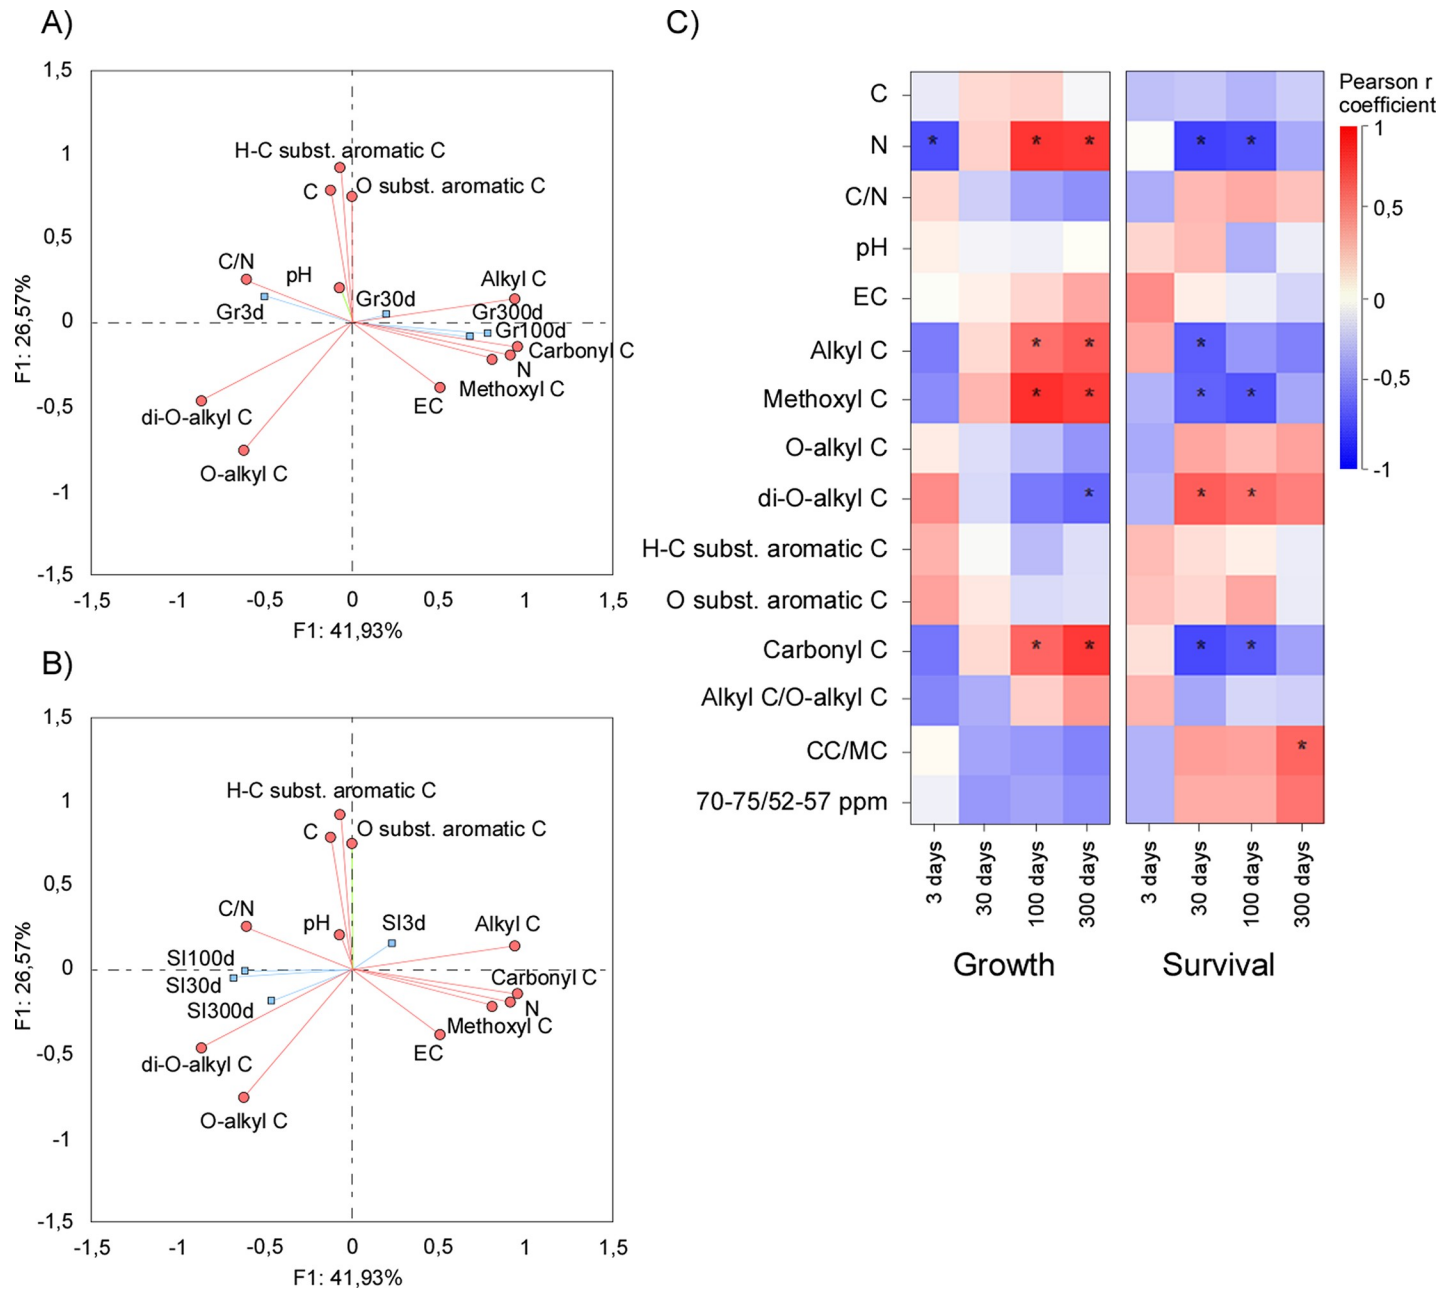 A)
1,5
1
0,5
0
-0,5
-1
-1,5
F1: 26,57%
H-C subst. aromatic C
C
O subst. aromatic C
C/N
pH
Gr3d
Gr30d
Alkyl C
Gr300d
Gr100d
Carbonyl C
N
Methoxyl C
EC
di-O-alkyl C
O-alkyl C
-1,5 -1 -0,5 0 0,5 1 1,5
F1: 41,93%
B)
1,5
1
0,5
0
-0,5
-1
-1,5
F1: 26,57%
H-C subst. aromatic C
C
O subst. aromatic C
C/N
pH
SI3d
Alkyl C
SI100d
SI30d
SI300d
Carbonyl C
N
Methoxyl C
EC
di-O-alkyl C
O-alkyl C
-1,5 -1 -0,5 0 0,5 1 1,5
F1: 41,93%
C)
C
N * * * * *
C/N
pH
EC
Alkyl C * * *
Methoxyl C * * * *
O-alkyl C
di-O-alkyl C * * *
H-C subst. aromatic C
O subst. aromatic C
Carbonyl C * * * *
Alkyl C/O-alkyl C
CC/MC *
70-75/52-57 ppm
3 days
30 days
100 days
300 days
3 days
30 days
100 days
300 days
Growth
Survival
Pearson r
coefficient
1
0,5
0
-0,5
-1